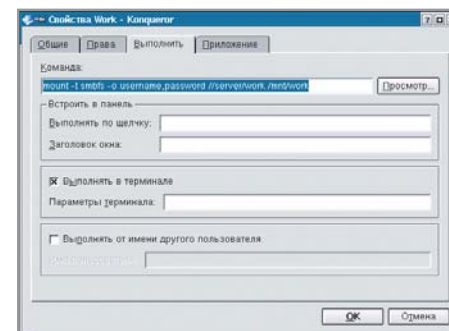 Свойства Work - Konqueror
Общие Права Выполнить Приложение
Команда:
mount -t smbfs -o username,password //server/work /mnt/work
Просмотр...
Встроить в панель
Выполнять по щелчку:
Заголовок окна:
Выполнять в терминале
Параметры терминала:
Выполнять от имени другого пользователя
OK Отмена